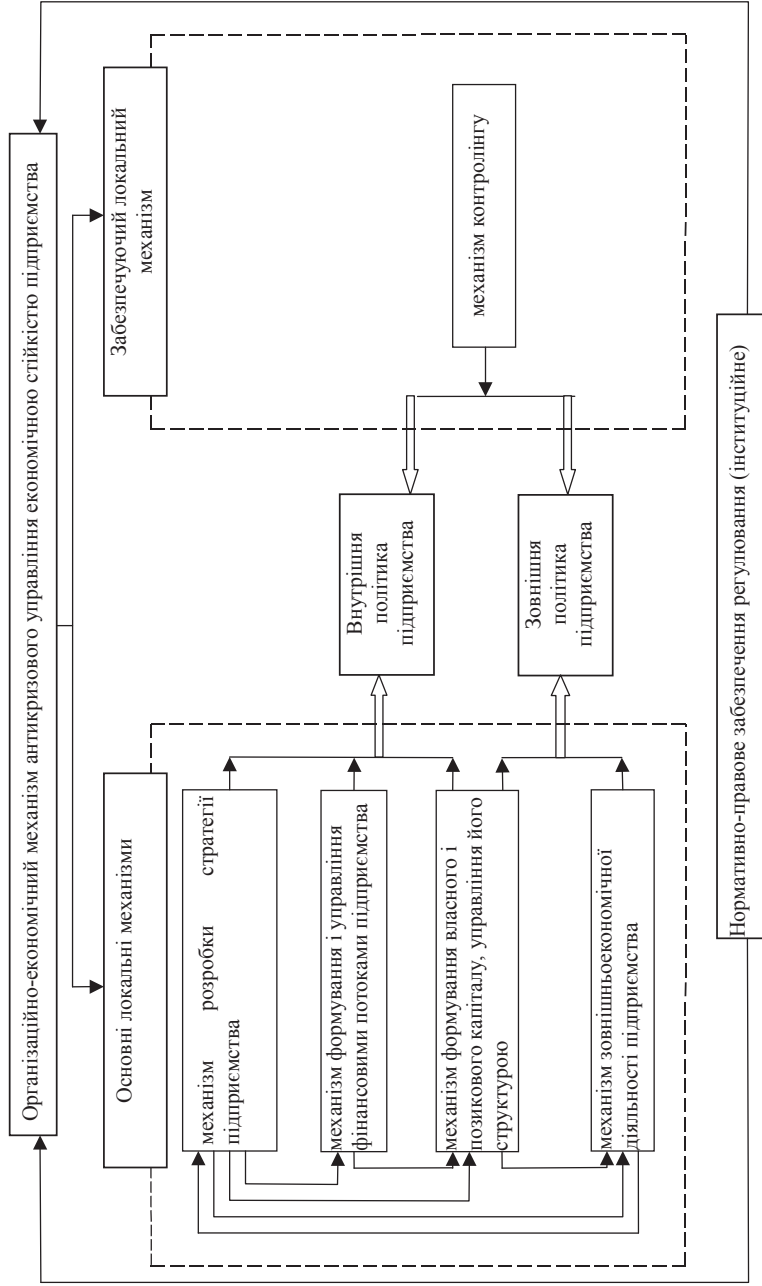 Організаційно-економічний механізм антикризового управління економічною стійкістю підприємства
Основні локальні механізми
Забезпечуючий локальний
механізм
механізм розробки стратегії
підприємства
механізм формування і управління
фінансовими потоками підприємства
механізм формування власного і
позикового капіталу, управління його
структурою
механізм зовнішньоекономічної
діяльності підприємства
Внутрішня
політика
підприємства
Зовнішня
політика
підприємства
механізм контролінгу
Нормативно-правове забезпечення регулювання (інституційне)